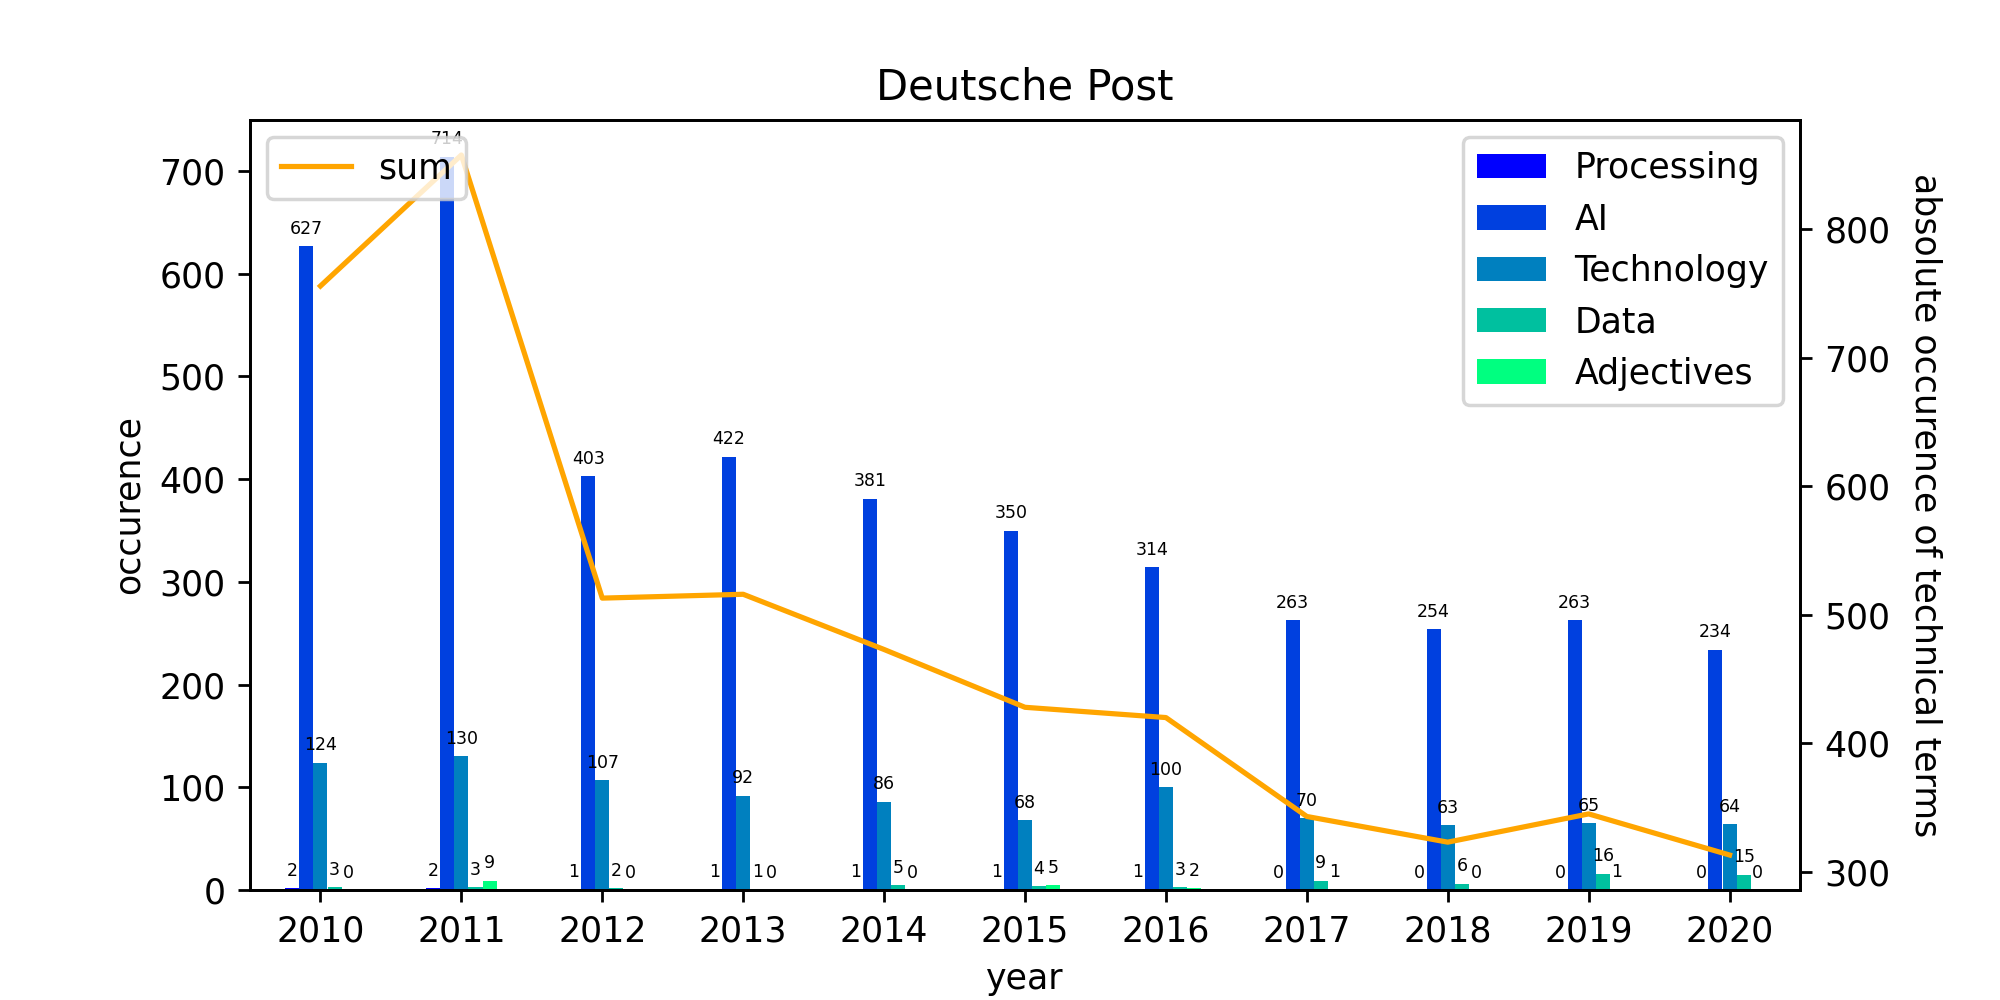 Deutsche Post
sum
Processing
AI
Technology
Data
Adjectives
occurence
700
600
500
400
300
200
100
0
absolute occurence of technical terms
800
700
600
500
400
300
2 627 124 3 0
2 714 130 3 9
1 403 107 2 0
1 422 92 1 0
1 381 86 5 0
1 350 68 4 5
1 314 100 3 2
0 263 70 9 1
0 254 63 6 0
0 263 65 16 1
0 234 64 15 0
2010 2011 2012 2013 2014 2015 2016 2017 2018 2019 2020
year